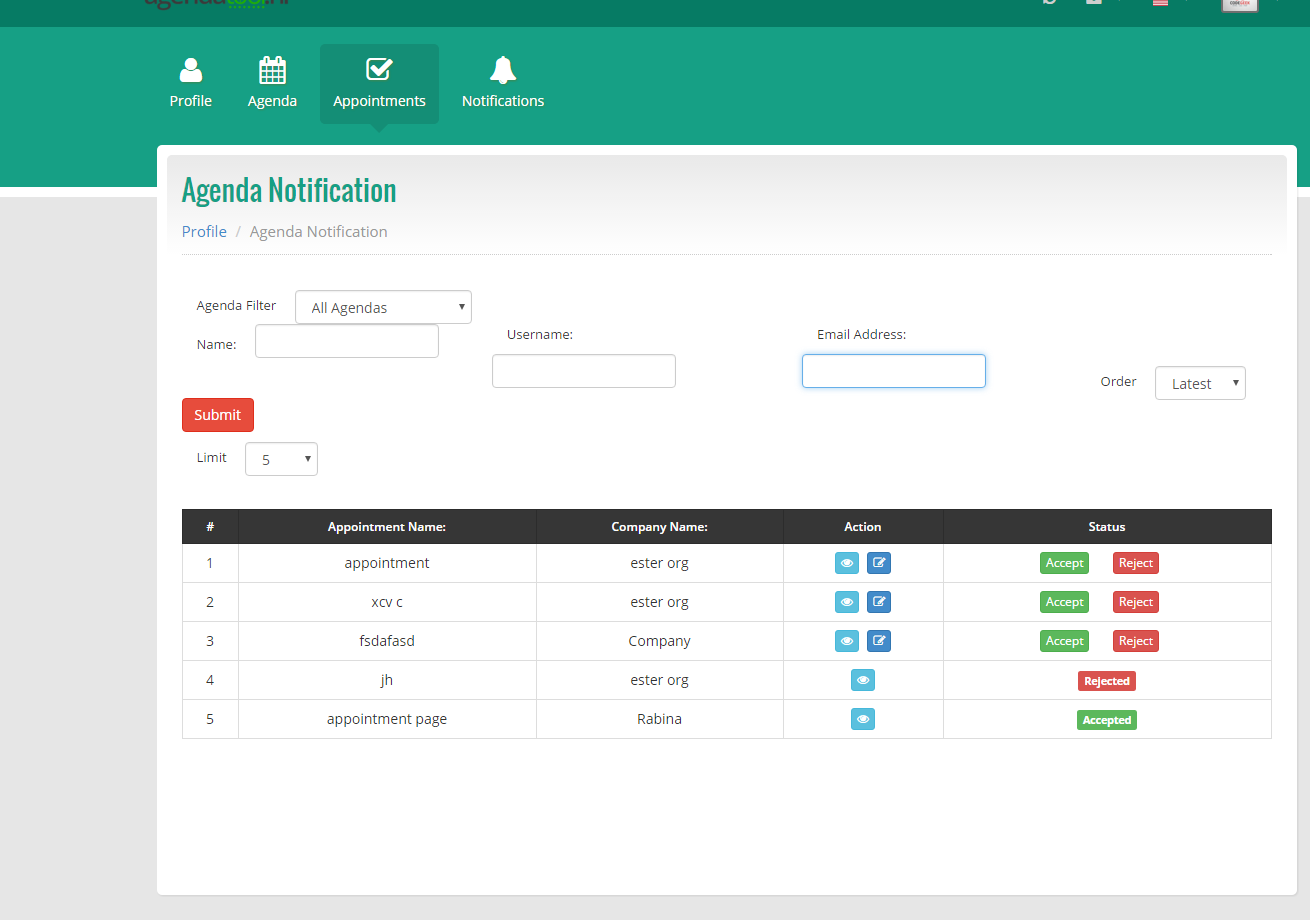 agendatool.nl
Profile
Agenda
Appointments
Notifications
Agenda Notification
Profile / Agenda Notification
Agenda Filter All Agendas
Name:
Username:
Email Address:
Order Latest
Submit
Limit 5
# Appointment Name: Company Name: Action Status
1 appointment ester org Accept Reject
2 xcv c ester org Accept Reject
3 fsdafasd Company Accept Reject
4 jh ester org Rejected
5 appointment page Rabina Accepted